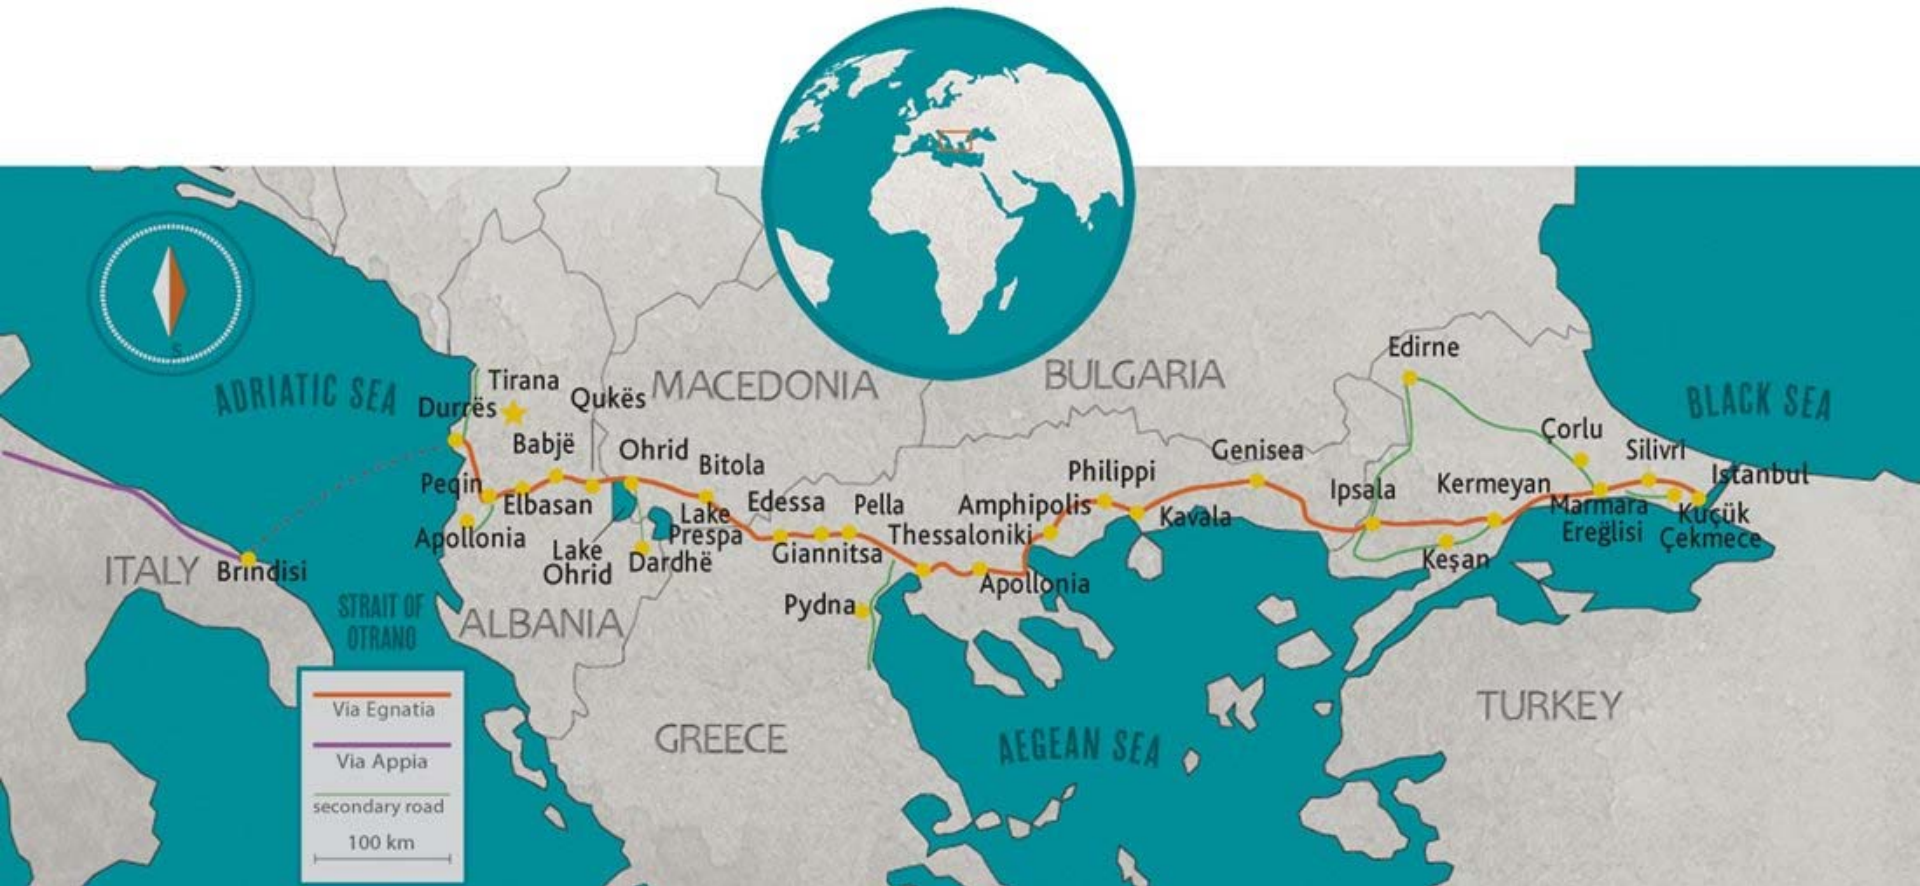 S
ADRIATIC SEA
Tirana
Durrës
Qukës
MACEDONIA
BULGARIA
Edirne
BLACK SEA
Babjë
Ohrid
Bitola
Genisea
Çorlu
Silivri
Istanbul
Peqin
Elbasan
Edessa
Pella
Philippi
Amphipolis
Ipsala
Kermeyan
Marmara
Ereğlisi
Kuçük
Çekmece
Apollonia
Lake
Ohrid
Lake
Prespa
Dardhë
Giannitsa
Thessaloniki
Kavala
Keşan
ITALY
Brindisi
Apollonia
Pydna
STRAIT OF
OTRANO
ALBANIA
GREECE
AEGEAN SEA
TURKEY
Via Egnatia
Via Appia
secondary road
100 km